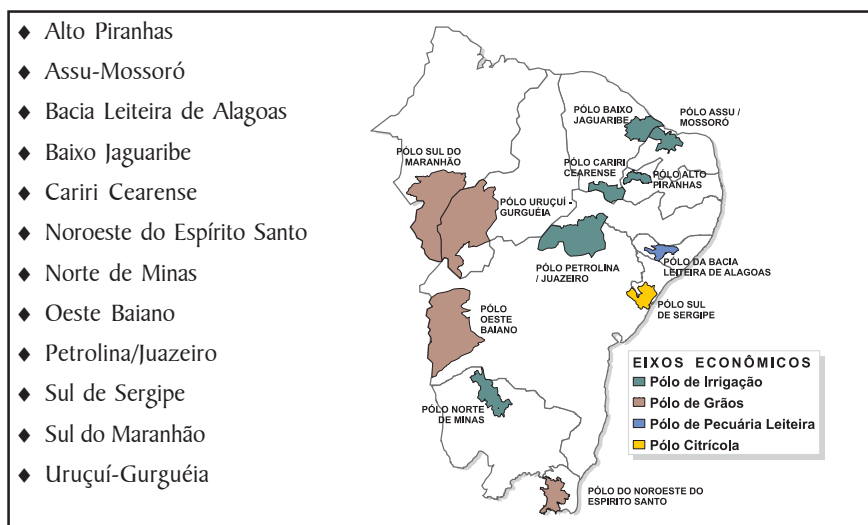 ♦ Alto Piranhas
♦ Assu-Mossoró
♦ Bacia Leiteira de Alagoas
♦ Baixo Jaguaribe
♦ Cariri Cearense
♦ Noroeste do Espírito Santo
♦ Norte de Minas
♦ Oeste Baiano
♦ Petrolina/Juazeiro
♦ Sul de Sergipe
♦ Sul do Maranhão
♦ Uruçuí-Gurguéia
PÓLO BAIXO
JAGUARIBE
PÓLO ASSU /
MOSSORÓ
PÓLO SUL DO
MARANHÃO
PÓLO CARIRI
CEARENSE
PÓLO ALTO
PIRANHAS
PÓLO URUÇUÍ -
GURGUÉIA
PÓLO PETROLINA
/ JUAZEIRO
PÓLO DA BACIA
LEITEIRA DE ALAGOAS
PÓLO
OESTE
BAIANO
PÓLO SUL
DE SERGIPE
PÓLO NORTE
DE MINAS
PÓLO DO NOROESTE DO
ESPIRITO SANTO
EIXOS ECONÔMICOS
Pólo de Irrigação
Pólo de Grãos
Pólo de Pecuária Leiteira
Pólo Citrícola